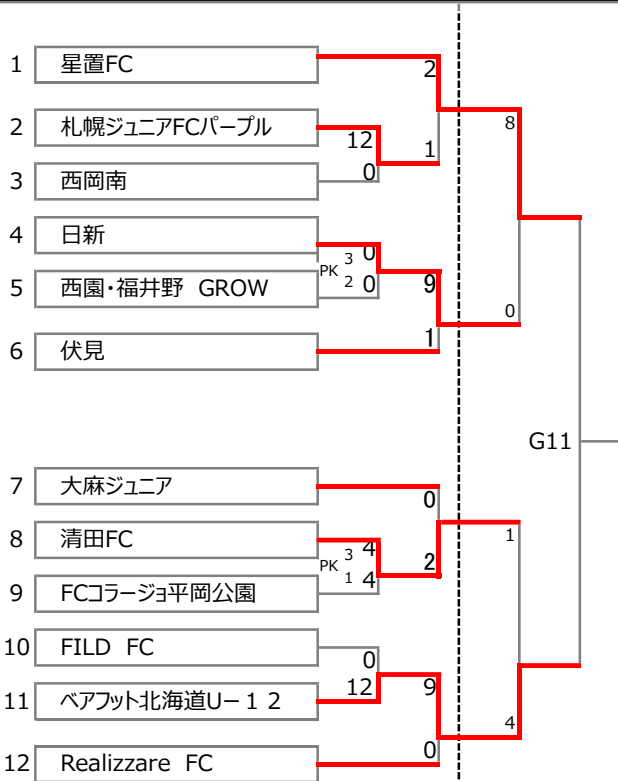 1 星置FC
2
8
2 札幌ジュニアFCパープル
12
1
3 西岡南
0
4 日新
PK 3 0
5 西園・福井野 GROW
2 0
9
0
6 伏見
1
G11
7 大麻ジュニア
0
8 清田FC
PK 3 4
2
1
9 FCコラージョ平岡公園
1 4
10 FILD FC
0
11 ベアフット北海道U－１２
12
9
4
12 Realizzare FC
0